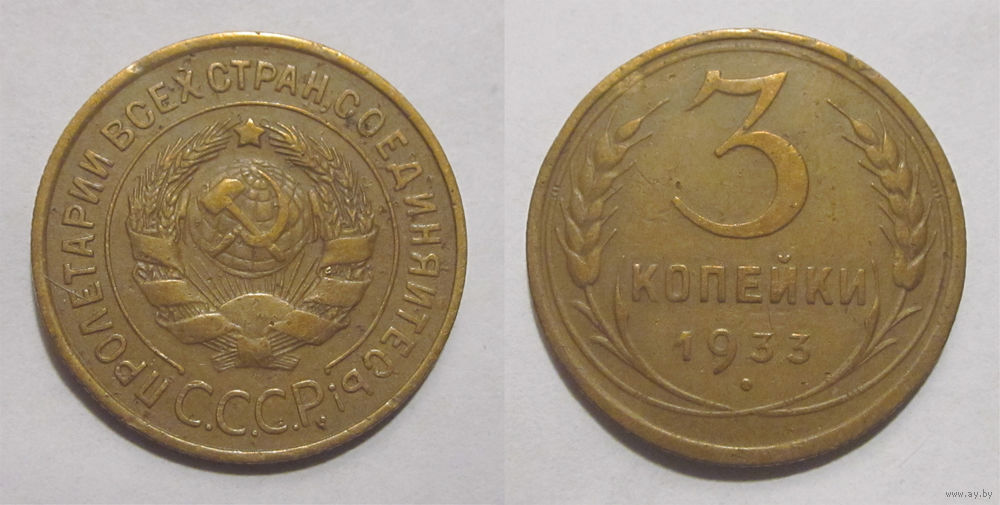 ПРОЛЕТАРИИ ВСЕХ СТРАН, СОЕДИНЯЙТЕСЬ!
С.С.С.Р.
3
КОПЕЙКИ
1933
www.ay.by